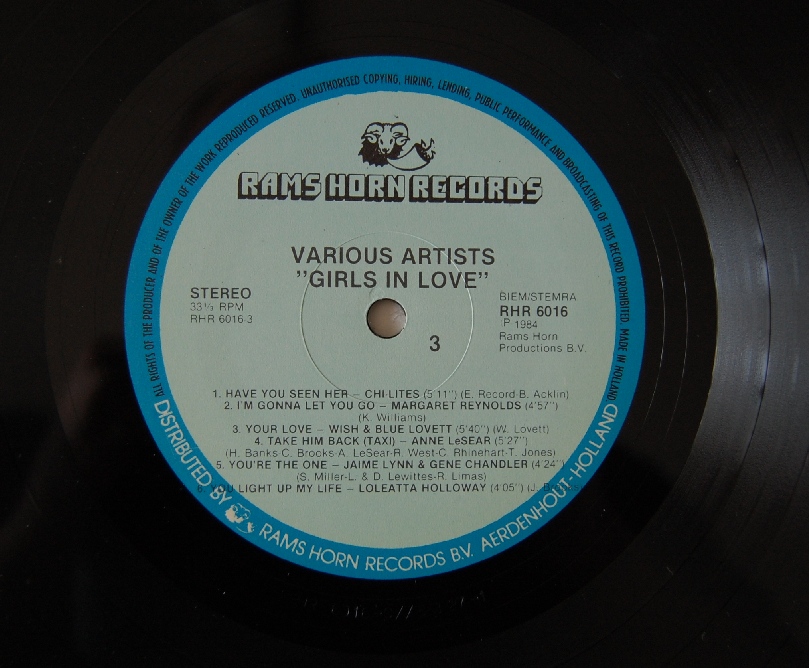 ALL RIGHTS OF THE PRODUCER AND OF THE OWNER OF THE WORK REPRODUCED RESERVED. UNAUTHORISED COPYING, HIRING, LENDING, PUBLIC PERFORMANCE AND BROADCASTING OF THIS RECORD PROHIBITED. MADE IN HOLLAND
RAMS HORN RECORDS
VARIOUS ARTISTS
"GIRLS IN LOVE"
STEREO
33⅓ RPM
RHR 6016-3
BIEM/STEMRA
RHR 6016
P 1984
Rams Horn
Productions B.V.
3
1. HAVE YOU SEEN HER – CHI-LITES (5'11") (E. Record-B. Acklin)
2. I'M GONNA LET YOU GO – MARGARET REYNOLDS (4'57")
(K. Williams)
3. YOUR LOVE – WISH & BLUE LOVETT (5'40") (W. Lovett)
4. TAKE HIM BACK (TAXI) – ANNE LeSEAR (5'27")
(H. Banks-C. Brooks-A. LeSear-R. West-C. Rhinehart-T. Jones)
5. YOU'RE THE ONE – JAIME LYNN & GENE CHANDLER (4'24")
(S. Miller-L. & D. Lewittes-R. Limas)
6. YOU LIGHT UP MY LIFE – LOLEATTA HOLLOWAY (4'05") (J.
DISTRIBUTED BY RAMS HORN RECORDS B.V. AERDENHOUT-HOLLAND